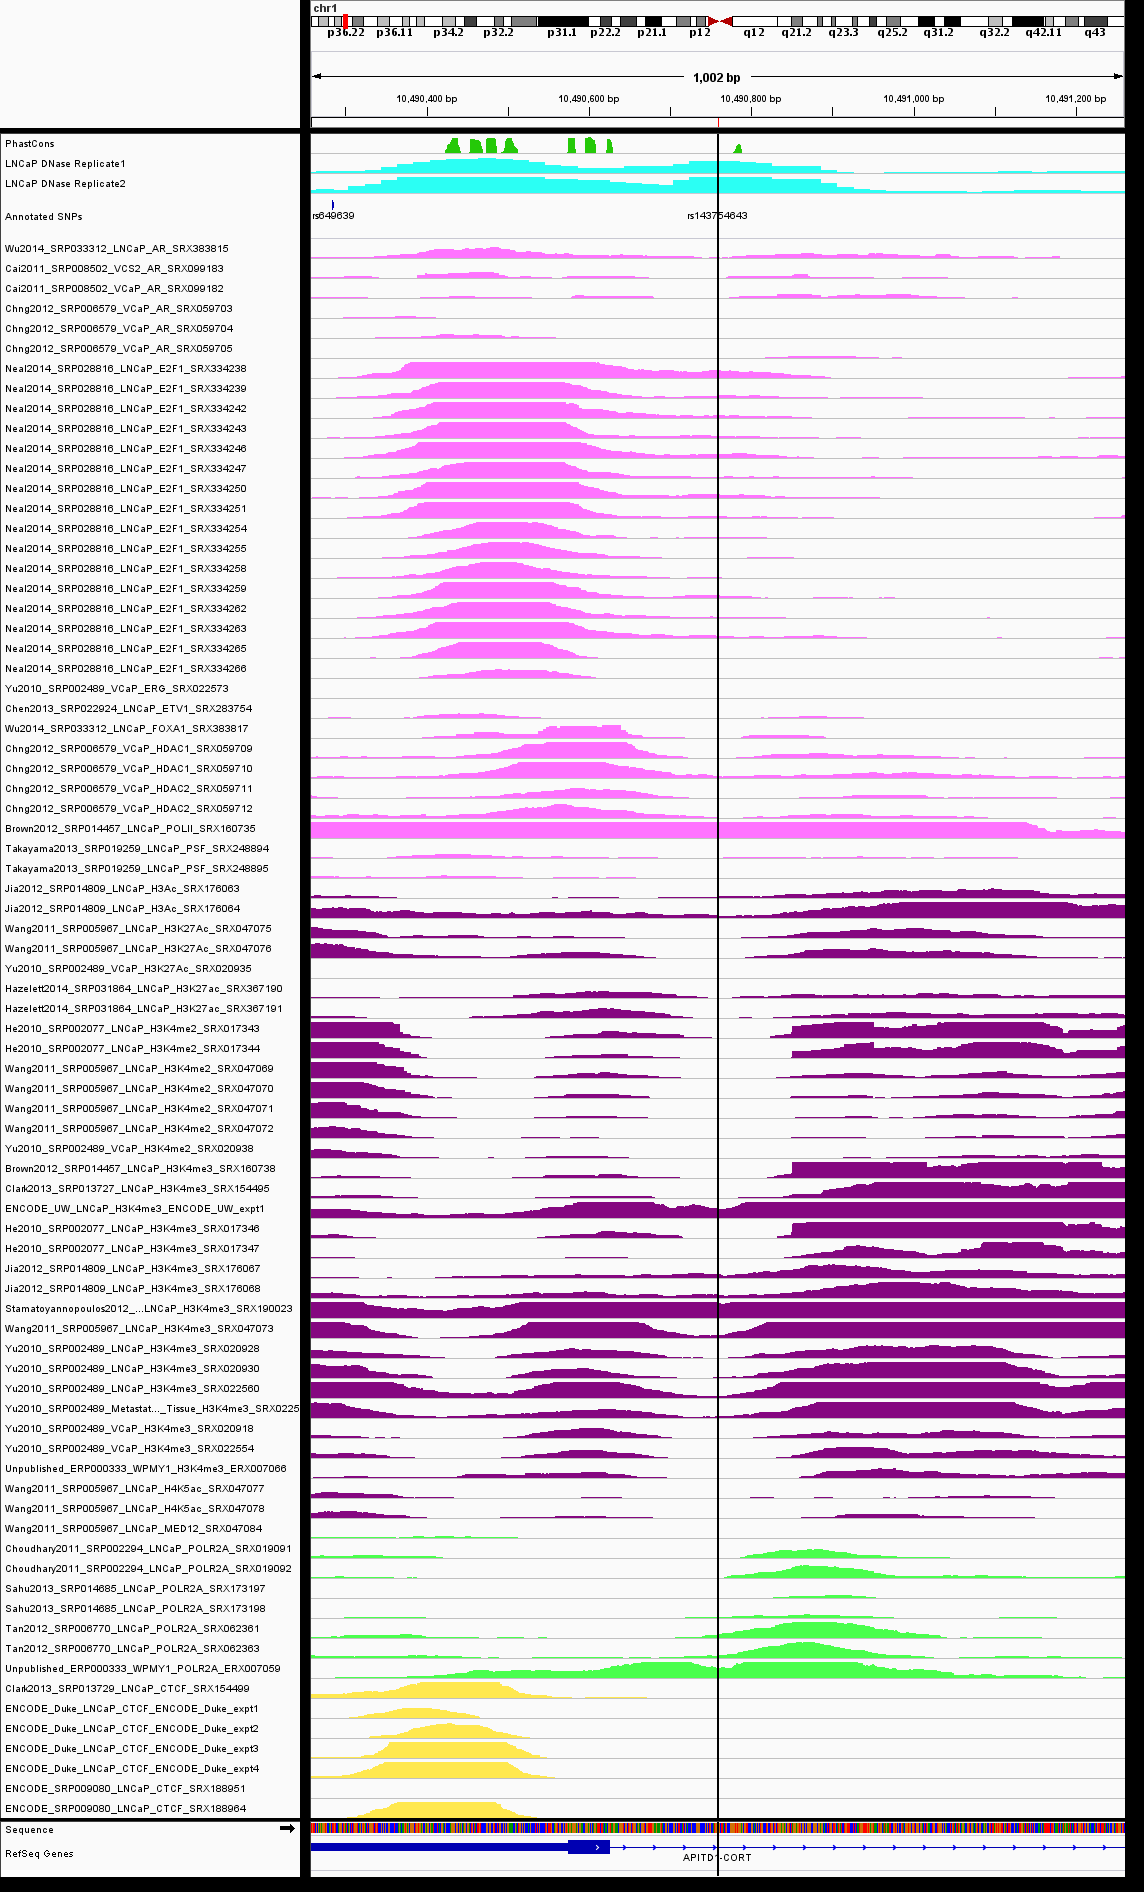 chr1
p36.22 p36.11 p34.2 p32.2 p31.1 p22.2 p21.1 p12 q12 q21.2 q23.3 q25.2 q31.2 q32.2 q42.11 q43
1,002 bp
10,490,400 bp 10,490,600 bp 10,490,800 bp 10,491,000 bp 10,491,200 bp
PhastCons
LNCaP DNase Replicate1
LNCaP DNase Replicate2
Annotated SNPs rs649639 rs143754643
Wu2014_SRP033312_LNCaP_AR_SRX383815
Cai2011_SRP008502_VCS2_AR_SRX099183
Cai2011_SRP008502_VCaP_AR_SRX099182
Chng2012_SRP006579_VCaP_AR_SRX059703
Chng2012_SRP006579_VCaP_AR_SRX059704
Chng2012_SRP006579_VCaP_AR_SRX059705
Neal2014_SRP028816_LNCaP_E2F1_SRX334238
Neal2014_SRP028816_LNCaP_E2F1_SRX334239
Neal2014_SRP028816_LNCaP_E2F1_SRX334242
Neal2014_SRP028816_LNCaP_E2F1_SRX334243
Neal2014_SRP028816_LNCaP_E2F1_SRX334246
Neal2014_SRP028816_LNCaP_E2F1_SRX334247
Neal2014_SRP028816_LNCaP_E2F1_SRX334250
Neal2014_SRP028816_LNCaP_E2F1_SRX334251
Neal2014_SRP028816_LNCaP_E2F1_SRX334254
Neal2014_SRP028816_LNCaP_E2F1_SRX334255
Neal2014_SRP028816_LNCaP_E2F1_SRX334258
Neal2014_SRP028816_LNCaP_E2F1_SRX334259
Neal2014_SRP028816_LNCaP_E2F1_SRX334262
Neal2014_SRP028816_LNCaP_E2F1_SRX334263
Neal2014_SRP028816_LNCaP_E2F1_SRX334265
Neal2014_SRP028816_LNCaP_E2F1_SRX334266
Yu2010_SRP002489_VCaP_ERG_SRX022573
Chen2013_SRP022924_LNCaP_ETV1_SRX283754
Wu2014_SRP033312_LNCaP_FOXA1_SRX383817
Chng2012_SRP006579_VCaP_HDAC1_SRX059709
Chng2012_SRP006579_VCaP_HDAC1_SRX059710
Chng2012_SRP006579_VCaP_HDAC2_SRX059711
Chng2012_SRP006579_VCaP_HDAC2_SRX059712
Brown2012_SRP014457_LNCaP_POLII_SRX160735
Takayama2013_SRP019259_LNCaP_PSF_SRX248894
Takayama2013_SRP019259_LNCaP_PSF_SRX248895
Jia2012_SRP014809_LNCaP_H3Ac_SRX176063
Jia2012_SRP014809_LNCaP_H3Ac_SRX176064
Wang2011_SRP005967_LNCaP_H3K27Ac_SRX047075
Wang2011_SRP005967_LNCaP_H3K27Ac_SRX047076
Yu2010_SRP002489_VCaP_H3K27Ac_SRX020935
Hazelett2014_SRP031864_LNCaP_H3K27ac_SRX367190
Hazelett2014_SRP031864_LNCaP_H3K27ac_SRX367191
He2010_SRP002077_LNCaP_H3K4me2_SRX017343
He2010_SRP002077_LNCaP_H3K4me2_SRX017344
Wang2011_SRP005967_LNCaP_H3K4me2_SRX047069
Wang2011_SRP005967_LNCaP_H3K4me2_SRX047070
Wang2011_SRP005967_LNCaP_H3K4me2_SRX047071
Wang2011_SRP005967_LNCaP_H3K4me2_SRX047072
Yu2010_SRP002489_VCaP_H3K4me2_SRX020938
Brown2012_SRP014457_LNCaP_H3K4me3_SRX160738
Clark2013_SRP013727_LNCaP_H3K4me3_SRX154495
ENCODE_UW_LNCaP_H3K4me3_ENCODE_UW_expt1
He2010_SRP002077_LNCaP_H3K4me3_SRX017346
He2010_SRP002077_LNCaP_H3K4me3_SRX017347
Jia2012_SRP014809_LNCaP_H3K4me3_SRX176067
Jia2012_SRP014809_LNCaP_H3K4me3_SRX176068
Stamatoyannopoulos2012_...LNCaP_H3K4me3_SRX190023
Wang2011_SRP005967_LNCaP_H3K4me3_SRX047073
Yu2010_SRP002489_LNCaP_H3K4me3_SRX020928
Yu2010_SRP002489_LNCaP_H3K4me3_SRX020930
Yu2010_SRP002489_LNCaP_H3K4me3_SRX022560
Yu2010_SRP002489_Metastat..._Tissue_H3K4me3_SRX0225
Yu2010_SRP002489_VCaP_H3K4me3_SRX020918
Yu2010_SRP002489_VCaP_H3K4me3_SRX022554
Unpublished_ERP000333_WPMY1_H3K4me3_ERX007066
Wang2011_SRP005967_LNCaP_H4K5ac_SRX047077
Wang2011_SRP005967_LNCaP_H4K5ac_SRX047078
Wang2011_SRP005967_LNCaP_MED12_SRX047084
Choudhary2011_SRP002294_LNCaP_POLR2A_SRX019091
Choudhary2011_SRP002294_LNCaP_POLR2A_SRX019092
Sahu2013_SRP014685_LNCaP_POLR2A_SRX173197
Sahu2013_SRP014685_LNCaP_POLR2A_SRX173198
Tan2012_SRP006770_LNCaP_POLR2A_SRX062361
Tan2012_SRP006770_LNCaP_POLR2A_SRX062363
Unpublished_ERP000333_WPMY1_POLR2A_ERX007059
Clark2013_SRP013729_LNCaP_CTCF_SRX154499
ENCODE_Duke_LNCaP_CTCF_ENCODE_Duke_expt1
ENCODE_Duke_LNCaP_CTCF_ENCODE_Duke_expt2
ENCODE_Duke_LNCaP_CTCF_ENCODE_Duke_expt3
ENCODE_Duke_LNCaP_CTCF_ENCODE_Duke_expt4
ENCODE_SRP009080_LNCaP_CTCF_SRX188951
ENCODE_SRP009080_LNCaP_CTCF_SRX188964
Sequence
RefSeq Genes APITD1-CORT